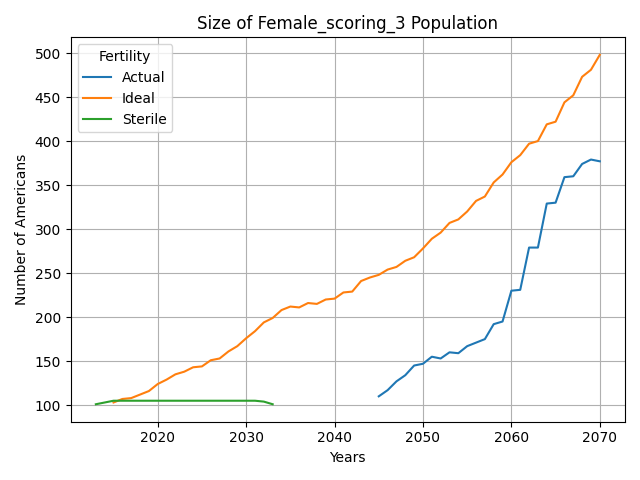 Size of Female_scoring_3 Population
Fertility
Actual
Ideal
Sterile
Number of Americans
500
450
400
350
300
250
200
150
100
2020 2030 2040 2050 2060 2070
Years